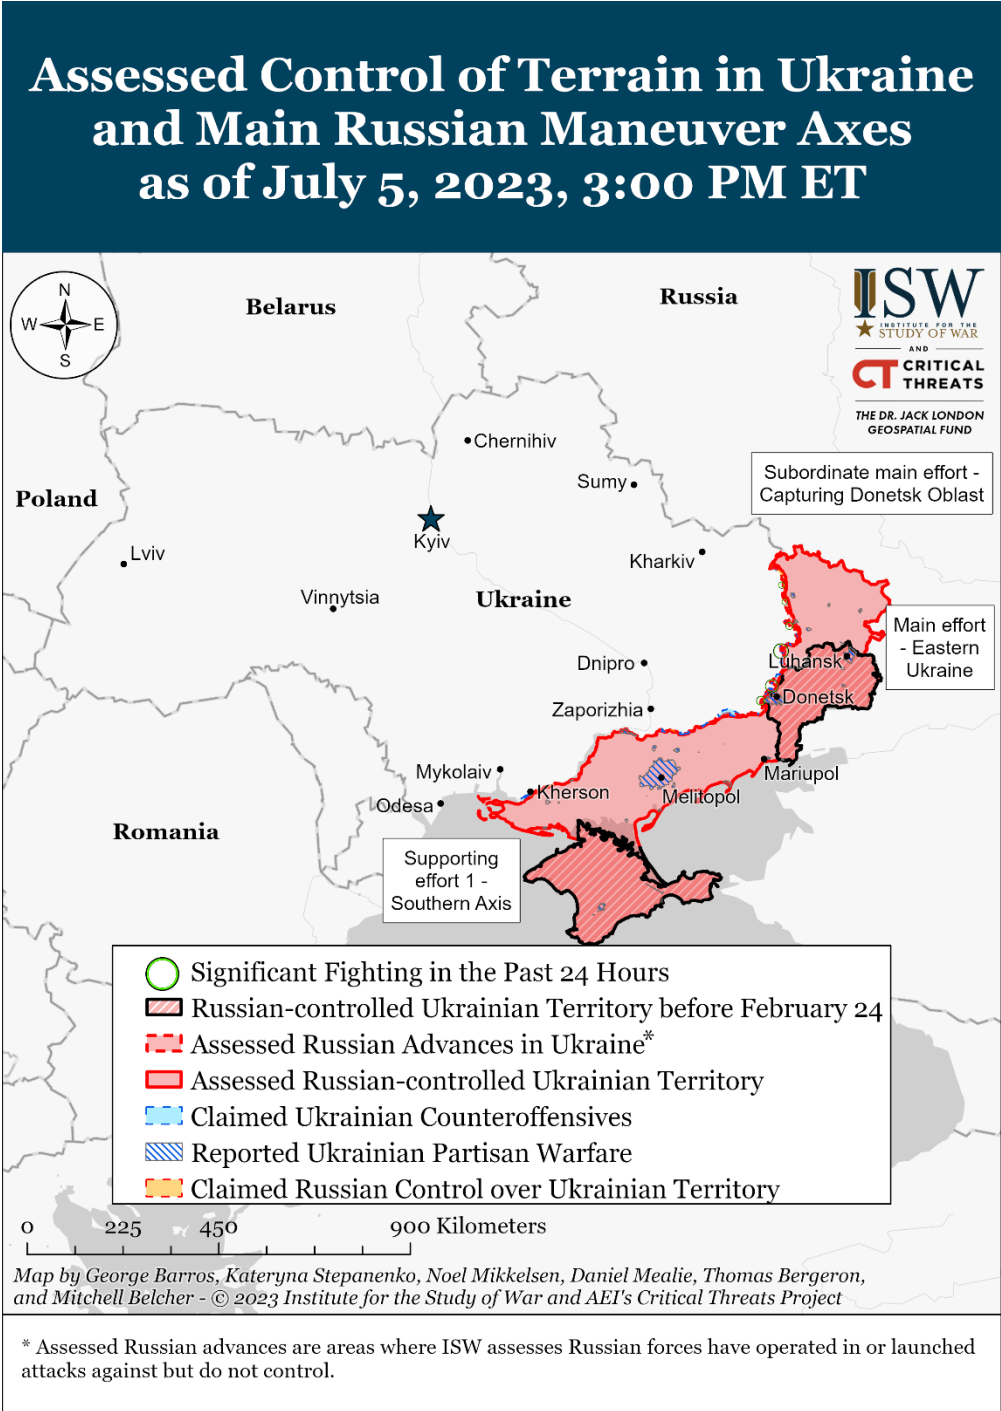 Assessed Control of Terrain in Ukraine
and Main Russian Maneuver Axes
as of July 5, 2023, 3:00 PM ET
N
W
E
S
Belarus
Russia
ISW
INSTITUTE FOR THE
STUDY OF WAR
AND
CT CRITICAL
THREATS
THE DR. JACK LONDON
GEOSPATIAL FUND
Chernihiv
Subordinate main effort -
Capturing Donetsk Oblast
Sumy
Poland
Kyiv
Lviv
Kharkiv
Vinnytsia
Ukraine
Main effort
- Eastern
Ukraine
Dnipro
Luhansk
Donetsk
Zaporizhia
Mykolaiv
Mariupol
Kherson
Melitopol
Odesa
Romania
Supporting
effort 1 -
Southern Axis
Significant Fighting in the Past 24 Hours
Russian-controlled Ukrainian Territory before February 24
Assessed Russian Advances in Ukraine*
Assessed Russian-controlled Ukrainian Territory
Claimed Ukrainian Counteroffensives
Reported Ukrainian Partisan Warfare
Claimed Russian Control over Ukrainian Territory
0 225 450 900 Kilometers
Map by George Barros, Kateryna Stepanenko, Noel Mikkelsen, Daniel Mealie, Thomas Bergeron,
and Mitchell Belcher - © 2023 Institute for the Study of War and AEI's Critical Threats Project
* Assessed Russian advances are areas where ISW assesses Russian forces have operated in or launched
attacks against but do not control.